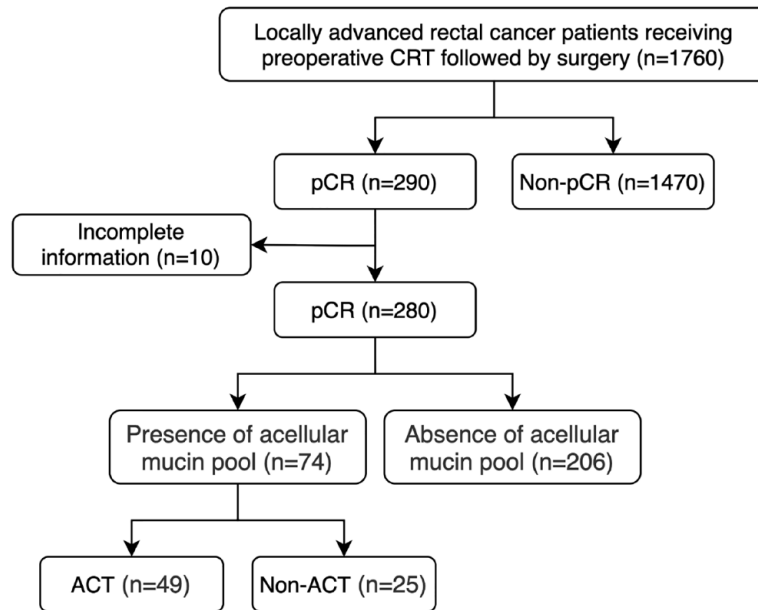 Locally advanced rectal cancer patients receiving
preoperative CRT followed by surgery (n=1760)
pCR (n=290)
Non-pCR (n=1470)
Incomplete
information (n=10)
pCR (n=280)
Presence of acellular
mucin pool (n=74)
Absence of acellular
mucin pool (n=206)
ACT (n=49)
Non-ACT (n=25)